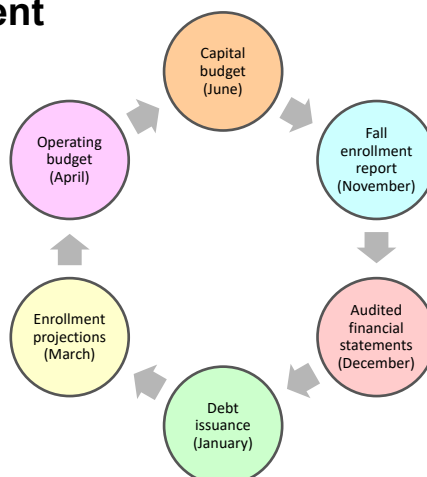 ent
Capital
budget
(June)
Fall
enrollment
report
(November)
Audited
financial
statements
(December)
Debt
issuance
(January)
Enrollment
projections
(March)
Operating
budget
(April)